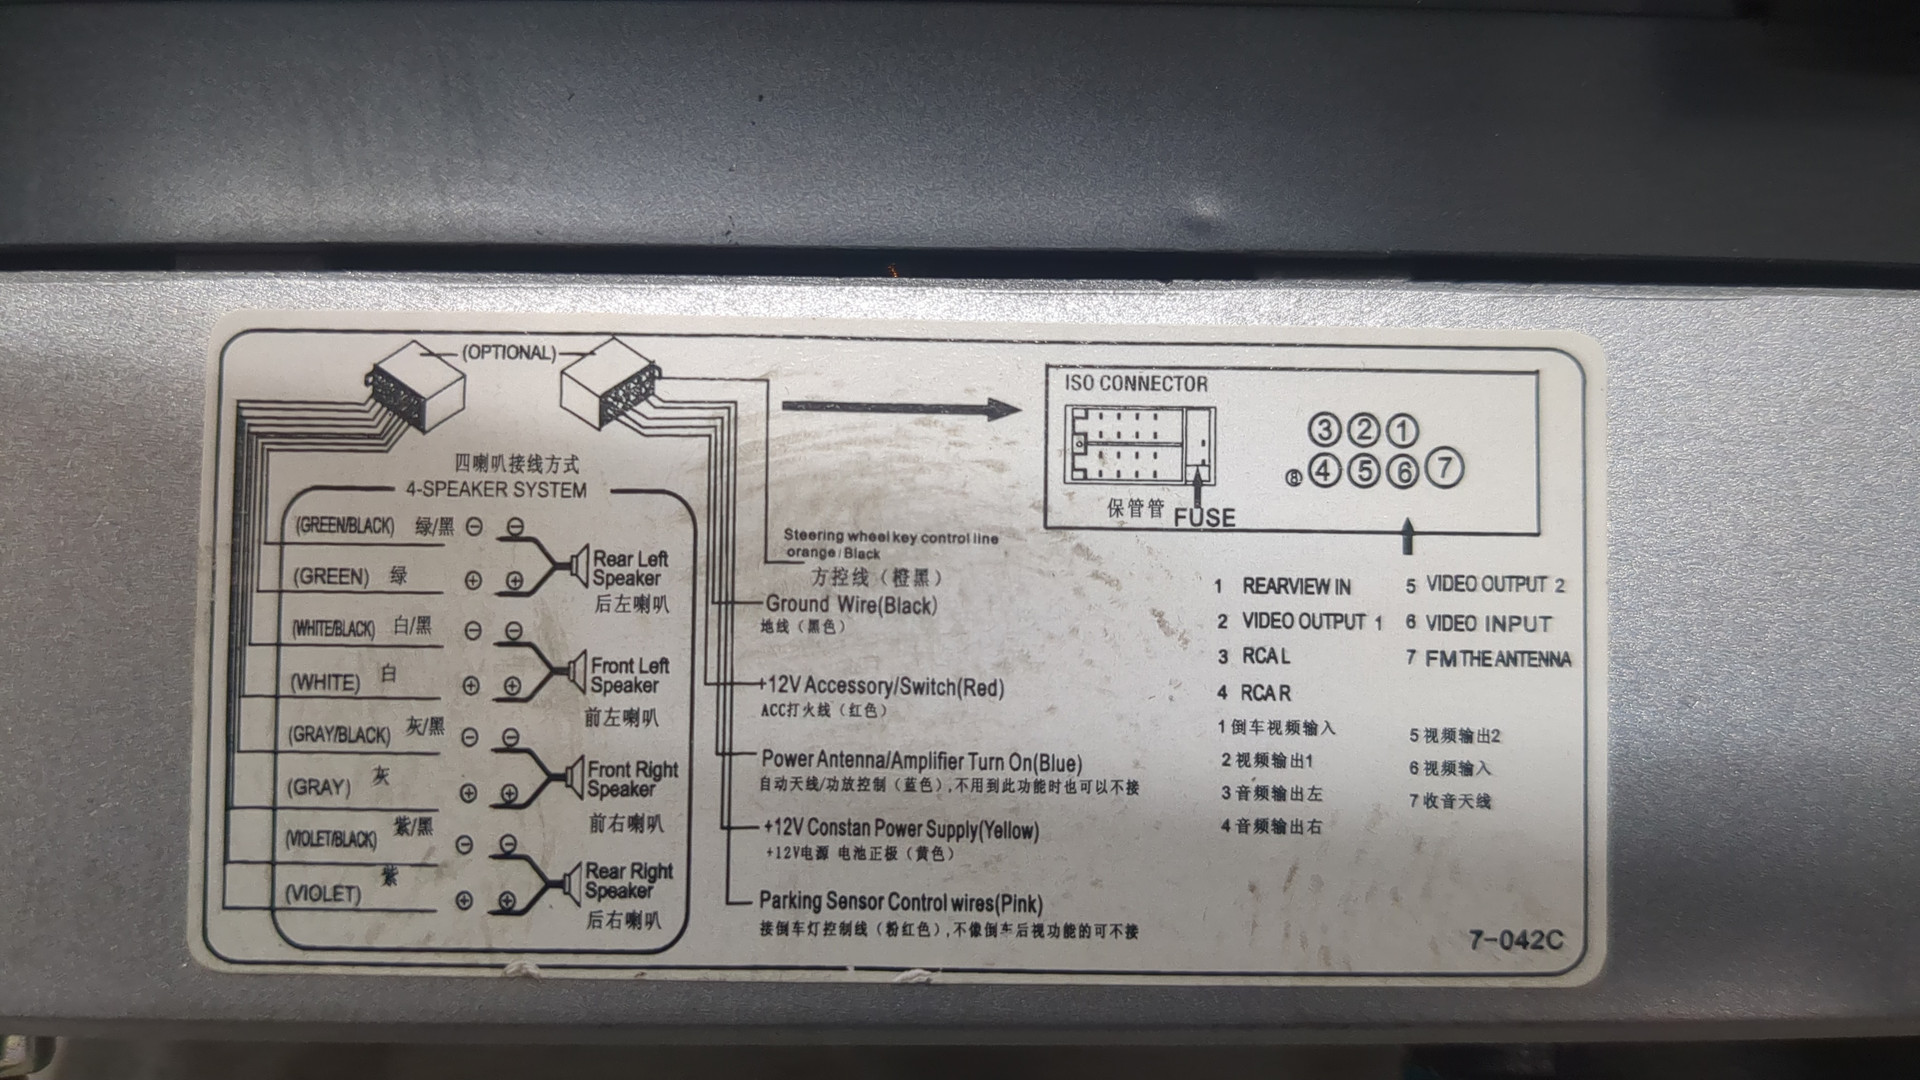 (OPTIONAL)
四喇叭接线方式
4-SPEAKER SYSTEM
(GREEN/BLACK) 绿/黑 ⊖ ⊖
(GREEN) 绿 ⊕ ⊕
Rear Left
Speaker
后左喇叭
(WHITE/BLACK) 白/黑 ⊖ ⊖
(WHITE) 白 ⊕ ⊕
Front Left
Speaker
前左喇叭
(GRAY/BLACK) 灰/黑 ⊖ ⊖
(GRAY) 灰 ⊕ ⊕
Front Right
Speaker
前右喇叭
(VIOLET/BLACK) 紫/黑 ⊖ ⊖
(VIOLET) 紫 ⊕ ⊕
Rear Right
Speaker
后右喇叭
Steering wheel key control line
orange/Black
方控线（橙黑）
Ground Wire(Black)
地线（黑色）
+12V Accessory/Switch(Red)
ACC打火线（红色）
Power Antenna/Amplifier Turn On(Blue)
自动天线/功放控制（蓝色）,不用到此功能时也可以不接
+12V Constan Power Supply(Yellow)
+12V电源 电池正极（黄色）
Parking Sensor Control wires(Pink)
接倒车灯控制线（粉红色）,不像倒车后视功能的可不接
ISO CONNECTOR
保管管 FUSE
③ ② ①
⑧ ④ ⑤ ⑥ ⑦
1 REARVIEW IN
2 VIDEO OUTPUT 1
3 RCA L
4 RCA R
5 VIDEO OUTPUT 2
6 VIDEO INPUT
7 FM THE ANTENNA
1倒车视频输入
2视频输出1
3音频输出左
4音频输出右
5视频输出2
6视频输入
7收音天线
7-042C